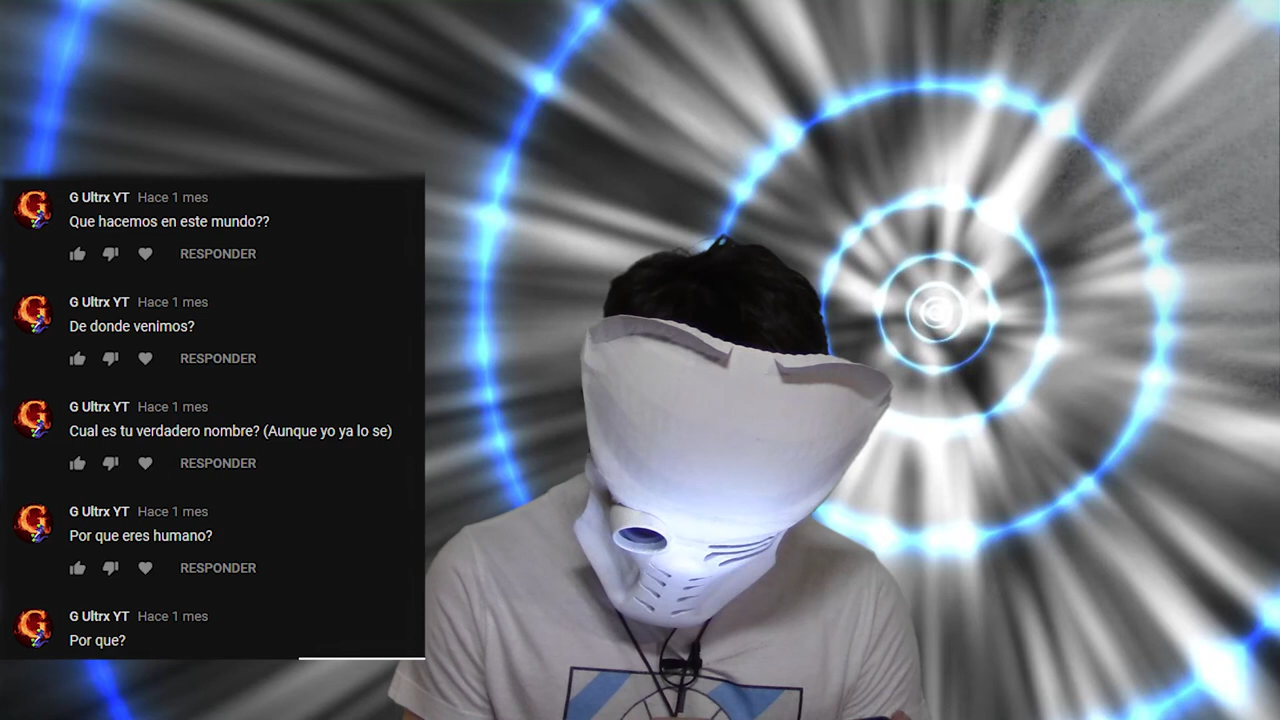 G Ultrx YT Hace 1 mes
Que hacemos en este mundo??
RESPONDER
G Ultrx YT Hace 1 mes
De donde venimos?
RESPONDER
G Ultrx YT Hace 1 mes
Cual es tu verdadero nombre? (Aunque yo ya lo se)
RESPONDER
G Ultrx YT Hace 1 mes
Por que eres humano?
RESPONDER
G Ultrx YT Hace 1 mes
Por que?